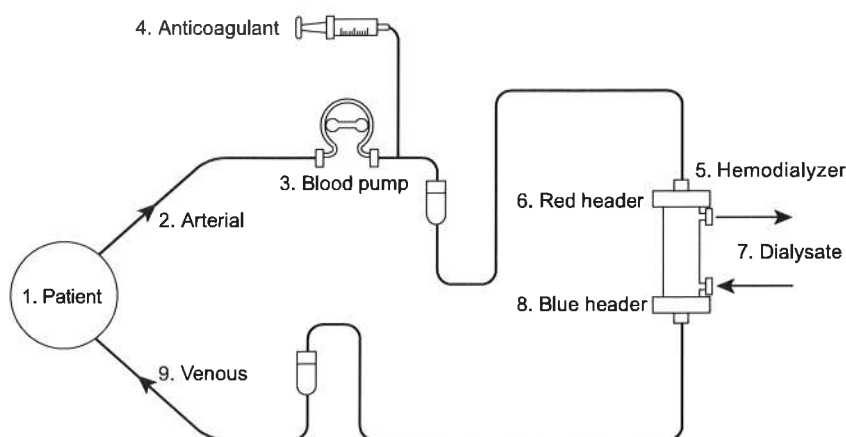 4. Anticoagulant
3. Blood pump
5. Hemodialyzer
6. Red header
2. Arterial
7. Dialysate
1. Patient
8. Blue header
9. Venous